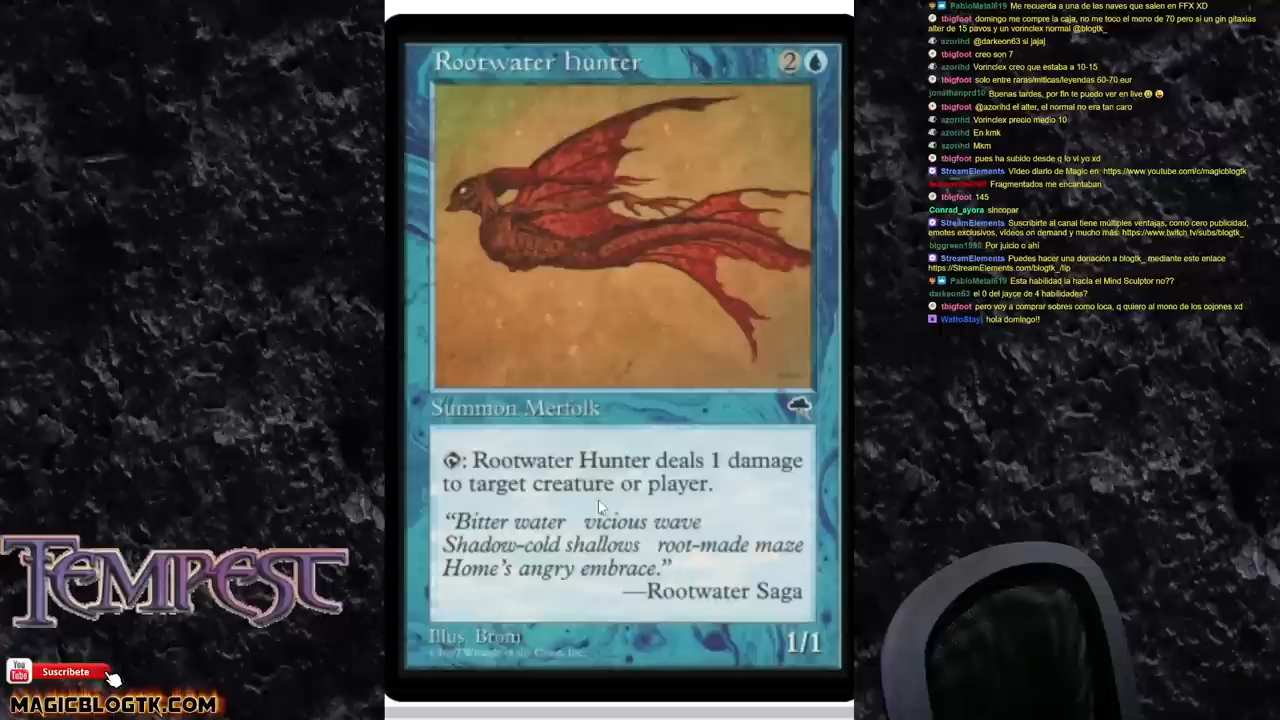 Rootwater Hunter
2
Summon Merfolk
: Rootwater Hunter deals 1 damage
to target creature or player.
“Bitter water vicious wave
Shadow-cold shallows root-made maze
Home's angry embrace.”
—Rootwater Saga
Illus. Brom
1/1
TEMPEST
You
Tube
Suscríbete
MAGICBLOGTK.COM
PabloMetal619 Me recuerda a una de las naves que salen en FFX XD
tbigfoot domingo me compre la caja, no me toco el mono de 70 pero si un gin gitaxias
alter de 15 pavos y un vorinclex normal @blogtk_
azorihd @darkeon63 si jajaj
tbigfoot creo son 7
azorihd Vorinclex creo que estaba a 10-15
tbigfoot solo entre raras/miticas/leyendas 60-70 eur
jonathanprd10 Buenas tardes, por fin te puedo ver en live
tbigfoot @azorihd el alter, el normal no era tan caro
azorihd Vorinclex precio medio 10
azorihd En kmk
azorihd Mkm
tbigfoot pues ha subido desde q lo vi yo xd
StreamElements Vídeo diario de Magic en: https://www.youtube.com/c/magicblogtk
Fragmentados me encantaban
tbigfoot 145
Conrad_ayora sincopar
StreamElements Suscribirte al canal tiene múltiples ventajas, como cero publicidad,
emotes exclusivos, vídeos on demand y mucho más: https://www.twitch.tv/subs/blogtk_
biggreen1990 Por juicio o ahi
StreamElements Puedes hacer una donación a blogtk_ mediante este enlace
https://StreamElements.com/blogtk_/tip
PabloMetal619 Esta habilidad la hacía el Mind Sculptor no??
darkeon63 el 0 del jayce de 4 habilidades?
tbigfoot pero voy a comprar sobres como loca, q quiero al mono de los cojones xd
hola domingo!!